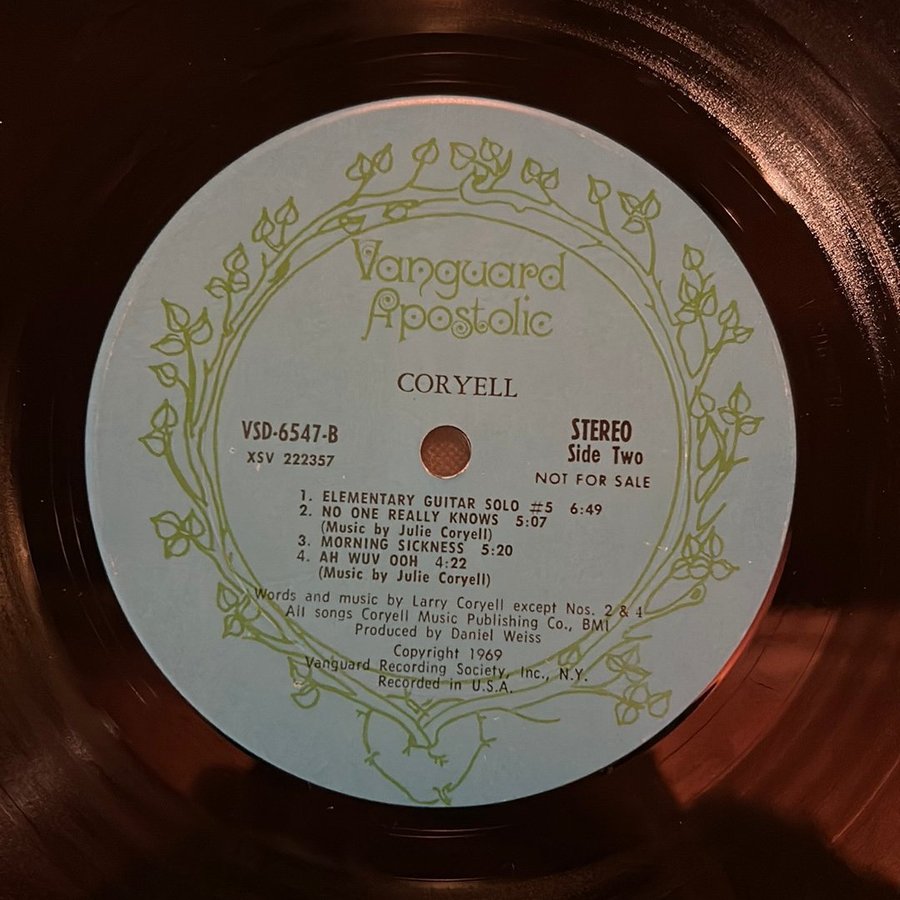 Vanguard
Apostolic
CORYELL
VSD-6547-B
XSV 222357
STEREO
Side Two
NOT FOR SALE
1. ELEMENTARY GUITAR SOLO #5 6:49
2. NO ONE REALLY KNOWS 5:07
(Music by Julie Coryell)
3. MORNING SICKNESS 5:20
4. AH WUV OOH 4:22
(Music by Julie Coryell)
Words and music by Larry Coryell except Nos. 2 & 4
All songs Coryell Music Publishing Co., BMI
Produced by Daniel Weiss
Copyright 1969
Vanguard Recording Society, Inc., N.Y.
Recorded in U.S.A.